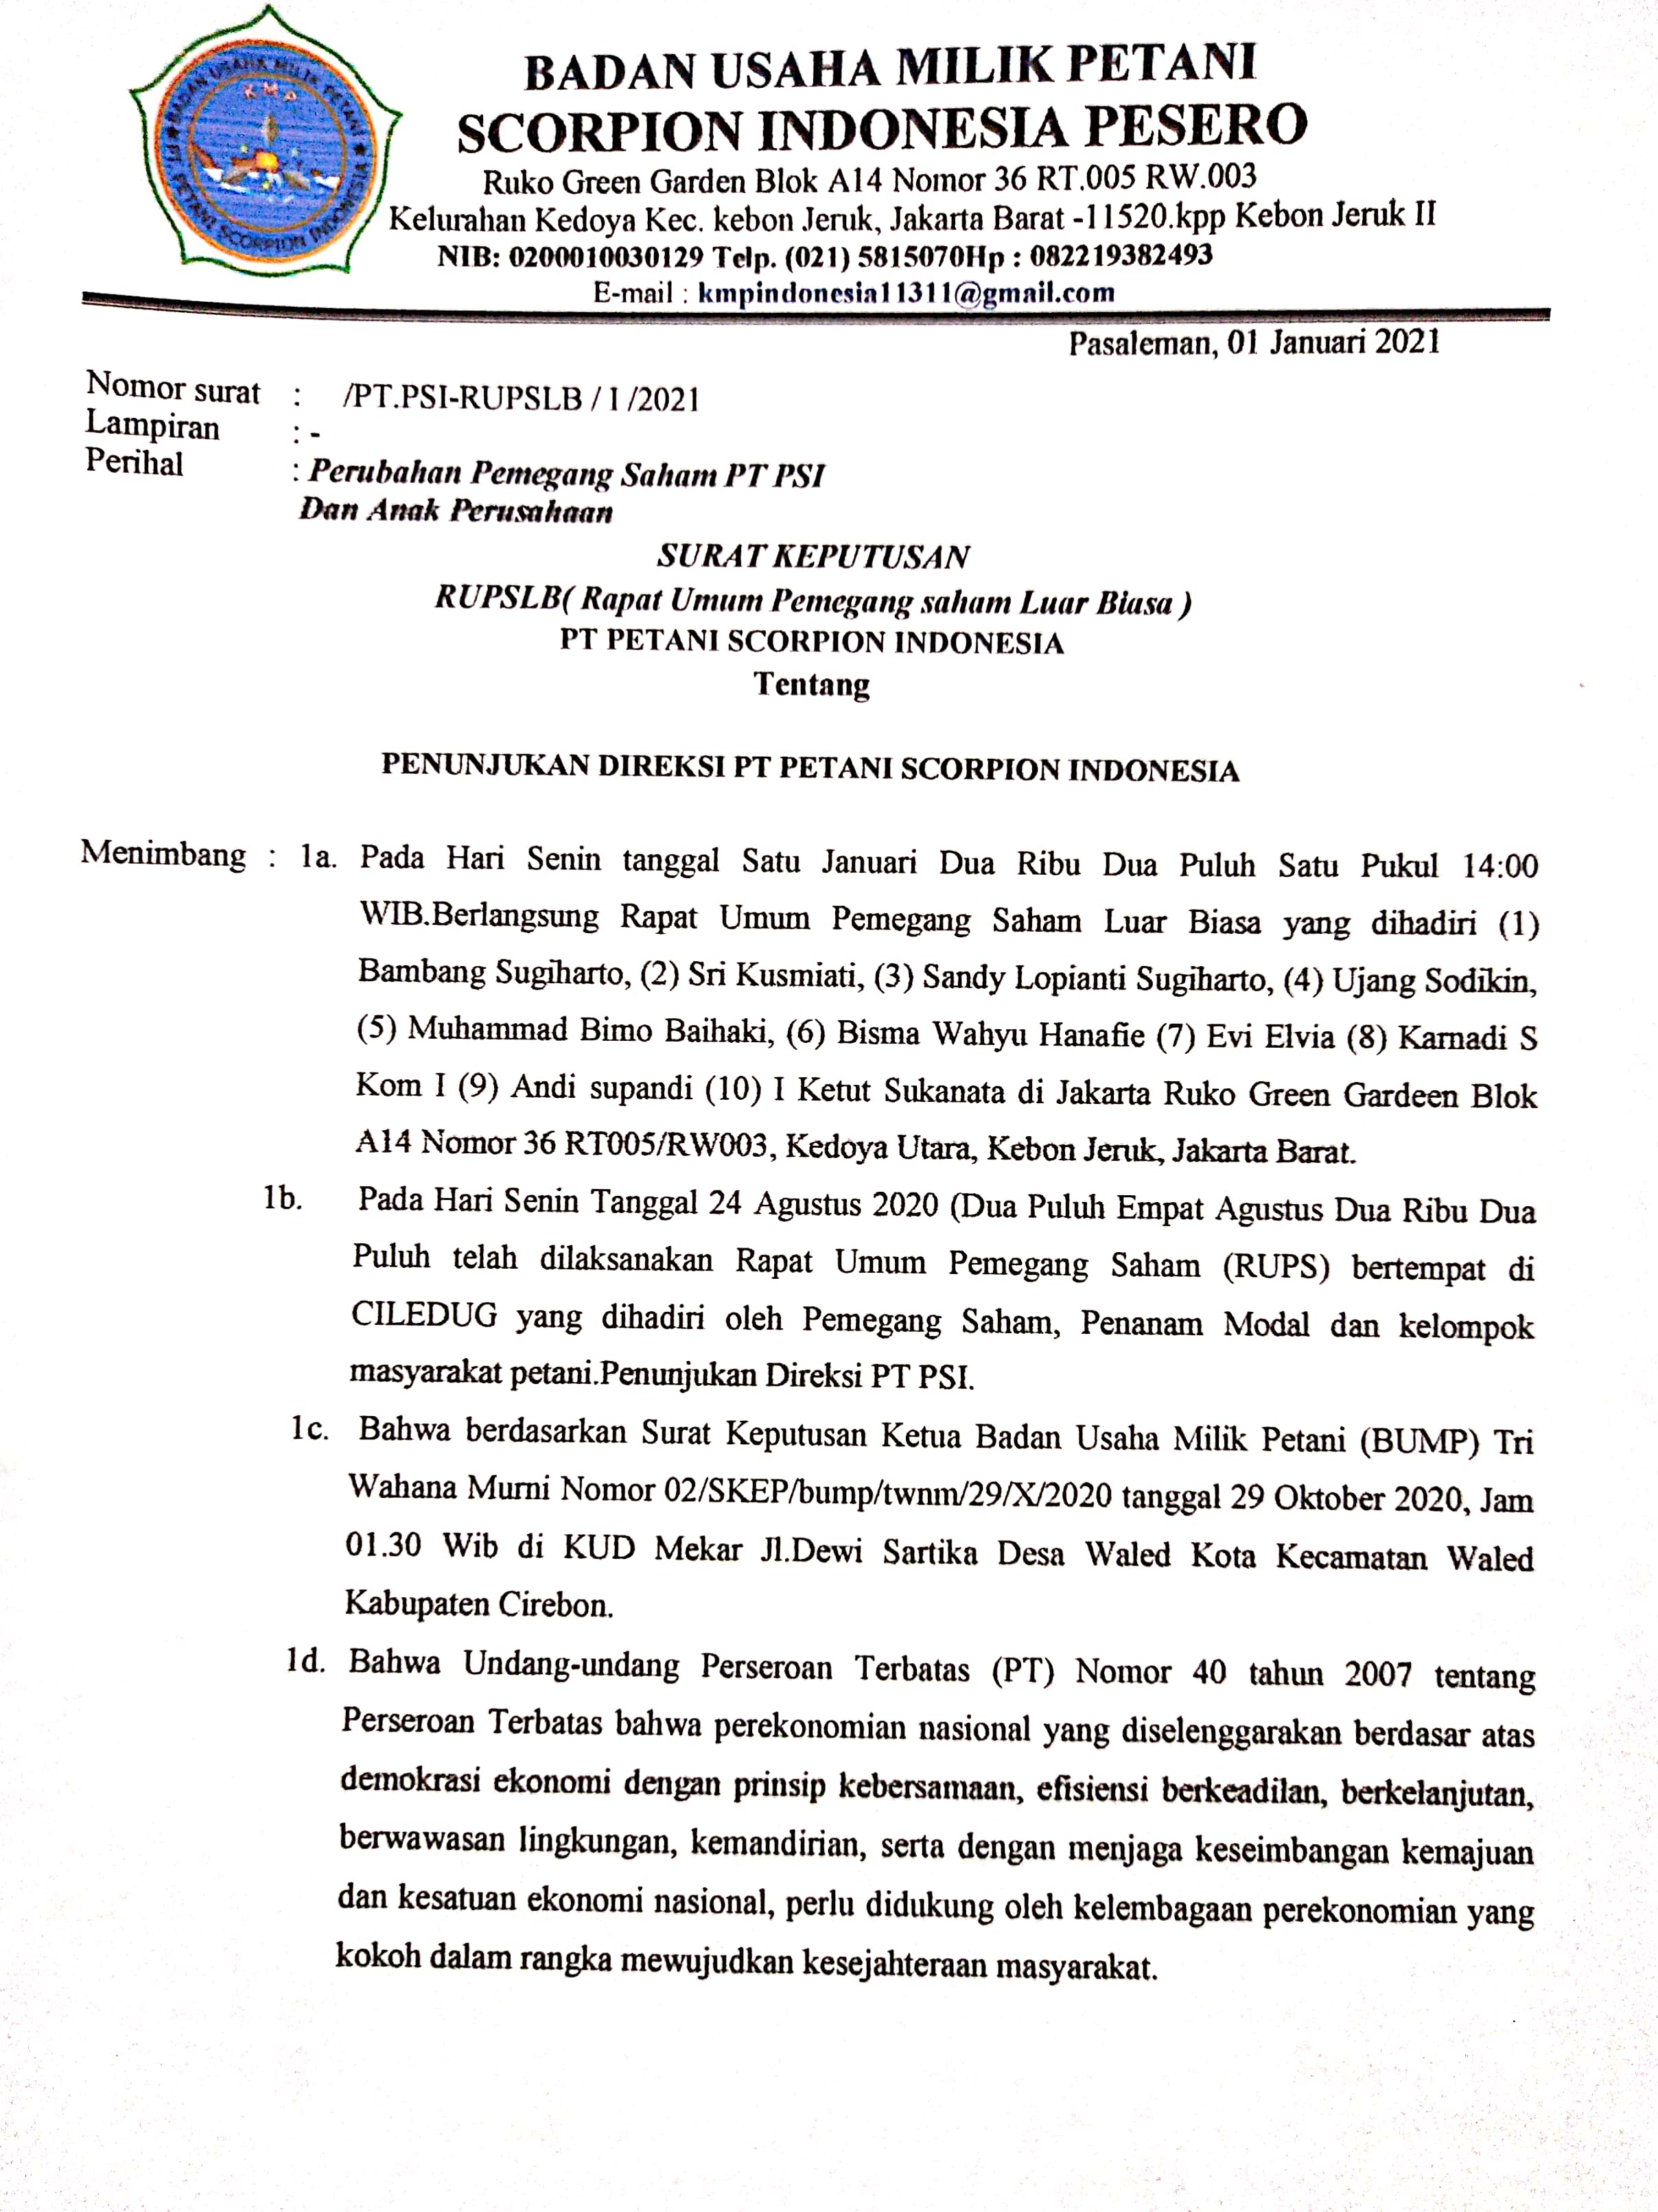 BADAN USAHA MILIK PETANI
KMP
PT. PETANI SCORPION INDONESIA
BADAN USAHA MILIK PETANI
SCORPION INDONESIA PESERO
Ruko Green Garden Blok A14 Nomor 36 RT.005 RW.003
Kelurahan Kedoya Kec. kebon Jeruk, Jakarta Barat -11520.kpp Kebon Jeruk II
NIB: 0200010030129 Telp. (021) 5815070Hp : 082219382493
E-mail : kmpindonesia11311@gmail.com
Pasaleman, 01 Januari 2021
Nomor surat : /PT.PSI-RUPSLB / I /2021
Lampiran : -
Perihal : Perubahan Pemegang Saham PT PSI
Dan Anak Perusahaan
SURAT KEPUTUSAN
RUPSLB( Rapat Umum Pemegang saham Luar Biasa )
PT PETANI SCORPION INDONESIA
Tentang
PENUNJUKAN DIREKSI PT PETANI SCORPION INDONESIA
Menimbang : 1a. Pada Hari Senin tanggal Satu Januari Dua Ribu Dua Puluh Satu Pukul 14:00
WIB.Berlangsung Rapat Umum Pemegang Saham Luar Biasa yang dihadiri (1)
Bambang Sugiharto, (2) Sri Kusmiati, (3) Sandy Lopianti Sugiharto, (4) Ujang Sodikin,
(5) Muhammad Bimo Baihaki, (6) Bisma Wahyu Hanafie (7) Evi Elvia (8) Karnadi S
Kom I (9) Andi supandi (10) I Ketut Sukanata di Jakarta Ruko Green Gardeen Blok
A14 Nomor 36 RT005/RW003, Kedoya Utara, Kebon Jeruk, Jakarta Barat.
1b. Pada Hari Senin Tanggal 24 Agustus 2020 (Dua Puluh Empat Agustus Dua Ribu Dua
Puluh telah dilaksanakan Rapat Umum Pemegang Saham (RUPS) bertempat di
CILEDUG yang dihadiri oleh Pemegang Saham, Penanam Modal dan kelompok
masyarakat petani.Penunjukan Direksi PT PSI.
1c. Bahwa berdasarkan Surat Keputusan Ketua Badan Usaha Milik Petani (BUMP) Tri
Wahana Murni Nomor 02/SKEP/bump/twnm/29/X/2020 tanggal 29 Oktober 2020, Jam
01.30 Wib di KUD Mekar Jl.Dewi Sartika Desa Waled Kota Kecamatan Waled
Kabupaten Cirebon.
1d. Bahwa Undang-undang Perseroan Terbatas (PT) Nomor 40 tahun 2007 tentang
Perseroan Terbatas bahwa perekonomian nasional yang diselenggarakan berdasar atas
demokrasi ekonomi dengan prinsip kebersamaan, efisiensi berkeadilan, berkelanjutan,
berwawasan lingkungan, kemandirian, serta dengan menjaga keseimbangan kemajuan
dan kesatuan ekonomi nasional, perlu didukung oleh kelembagaan perekonomian yang
kokoh dalam rangka mewujudkan kesejahteraan masyarakat.